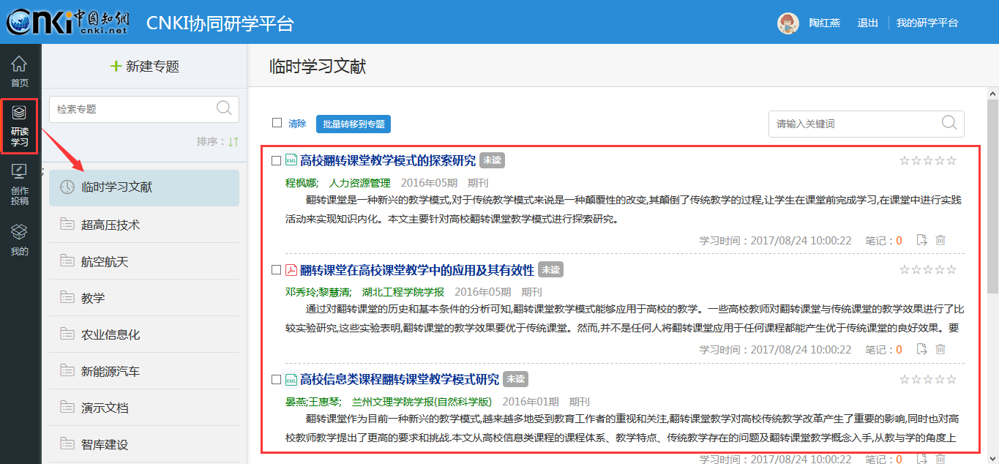 Cnki 中国知網
cnki.net
CNKI协同研学平台
陶红燕 退出 我的研学平台
首页
研读
学习
创作
投稿
我的
新建专题
检索专题
排序：
临时学习文献
超高压技术
航空航天
教学
农业信息化
新能源汽车
演示文档
智库建设
临时学习文献
清除 批量转移到专题 请输入关键词
XML 高校翻转课堂教学模式的探索研究 未读
程枫娜; 人力资源管理 2016年05期 期刊
翻转课堂是一种新兴的教学模式,对于传统教学模式来说是一种颠覆性的改变,其颠倒了传统教学的过程,让学生在课堂前完成学习,在课堂中进行实践
活动来实现知识内化。本文主要针对高校翻转课堂教学模式进行探索研究。
学习时间：2017/08/24 10:00:22 笔记：0
翻转课堂在高校课堂教学中的应用及其有效性 未读
邓秀玲;黎慧清; 湖北工程学院学报 2016年05期 期刊
通过对翻转课堂的历史和基本条件的分析可知,翻转课堂教学模式能够应用于高校的教学。一些高校教师对翻转课堂与传统课堂的教学效果进行了比
较实验研究,这些实验表明,翻转课堂的教学效果要优于传统课堂。然而,并不是任何人将翻转课堂应用于任何课程都能产生优于传统课堂的良好效果。要
学习时间：2017/08/24 10:00:22 笔记：0
XML 高校信息类课程翻转课堂教学模式研究 未读
晏燕;王惠琴; 兰州文理学院学报(自然科学版) 2016年01期 期刊
翻转课堂作为目前一种新兴的教学模式,越来越多地受到教育工作者的重视和关注,翻转课堂教学对高校传统教学改革产生了重要的影响,同时也对高
校教师教学提出了更高的要求和挑战.本文从高校信息类课程的课程体系、教学特点、传统教学存在的问题及翻转课堂教学概念入手,从教与学的角度上
学习时间：2017/08/24 10:00:22 笔记：0